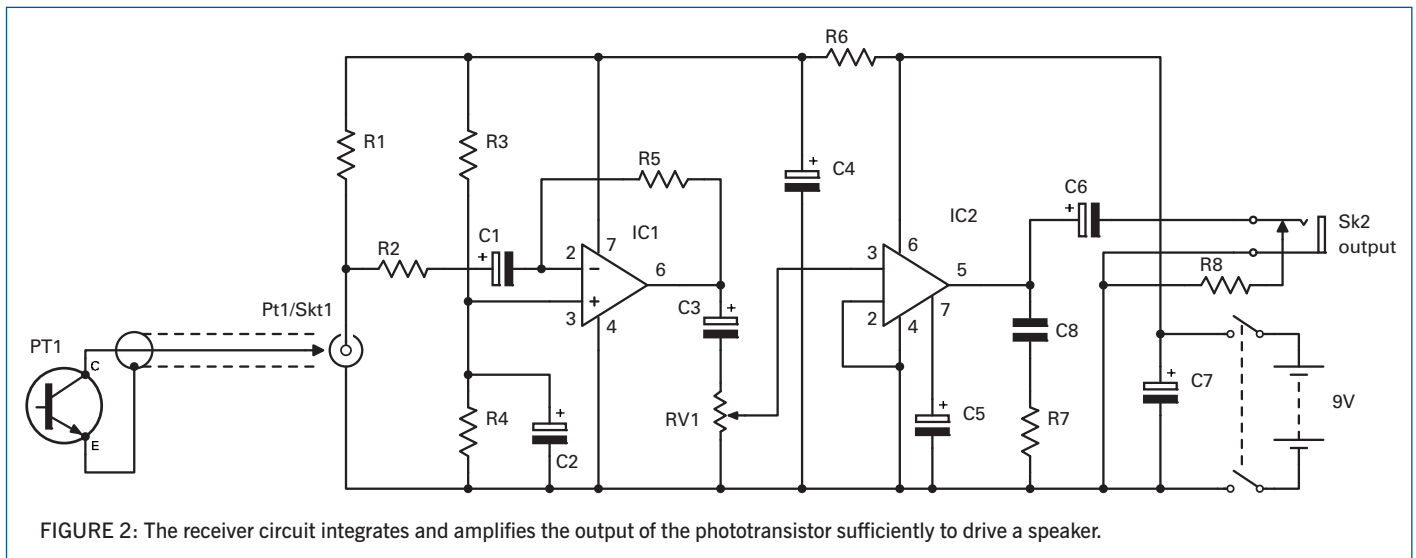 R6
R1
R3
R5
C4
C6
+
IC2
Sk2
output
R2
C1
+
IC1
2
7
−
6
+
3
4
C3
+
3
6
5
2
4
7
R8
Pt1/Skt1
PT1
C
E
R4
C2
+
RV1
C5
+
C8
R7
C7
+
9V
+
FIGURE 2: The receiver circuit integrates and amplifies the output of the phototransistor sufficiently to drive a speaker.